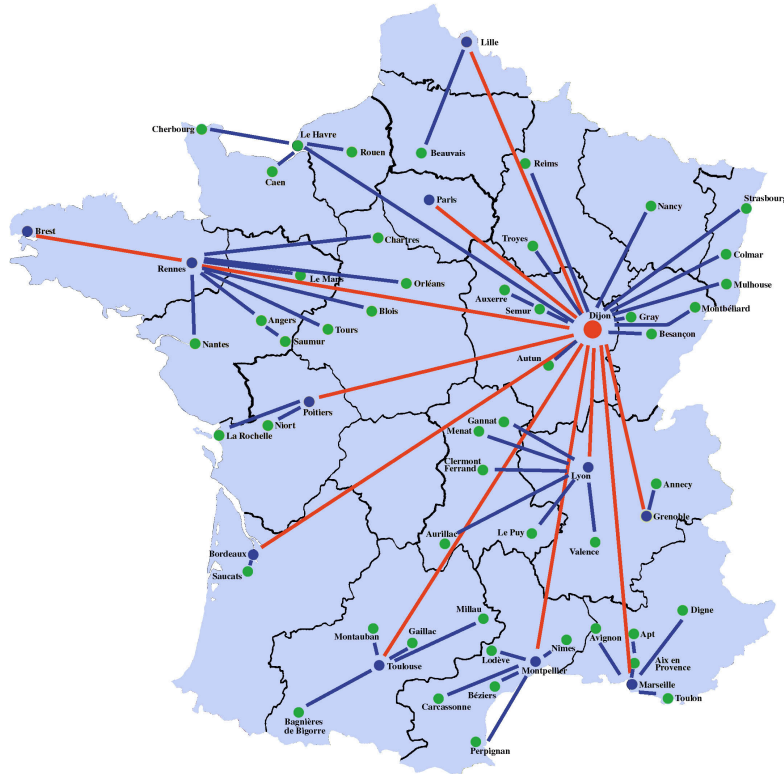 Lille
Cherbourg
Le Havre
Rouen
Beauvais
Reims
Caen
Paris
Nancy
Strasbourg
Brest
Chartres
Troyes
Colmar
Rennes
Le Mans
Orléans
Mulhouse
Auxerre
Semur
Dijon
Gray
Montbéliard
Blois
Angers
Tours
Saumur
Nantes
Besançon
Autun
Poitiers
Niort
La Rochelle
Gannat
Menat
Clermont
Ferrand
Lyon
Annecy
Grenoble
Aurillac
Le Puy
Valence
Bordeaux
Saucats
Millau
Digne
Montauban
Gaillac
Nimes
Avignon
Apt
Lodève
Toulouse
Montpellier
Aix en
Provence
Marseille
Béziers
Carcassonne
Toulon
Bagnières
de Bigorre
Perpignan